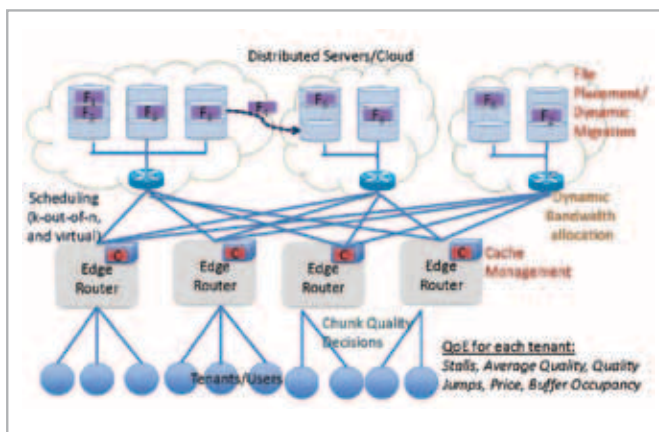 Distributed Servers/Cloud
File
Placement/
Dynamic
Migration
Scheduling
(k-out-of-n,
and virtual)
Dynamic
Bandwidth
allocation
C
C
C
C
Cache
Management
Edge
Router
Edge
Router
Edge
Router
Edge
Router
Chunk Quality
Decisions
Tenants/Users
QoE for each tenant:
Stalls, Average Quality, Quality
Jumps, Price, Buffer Occupancy